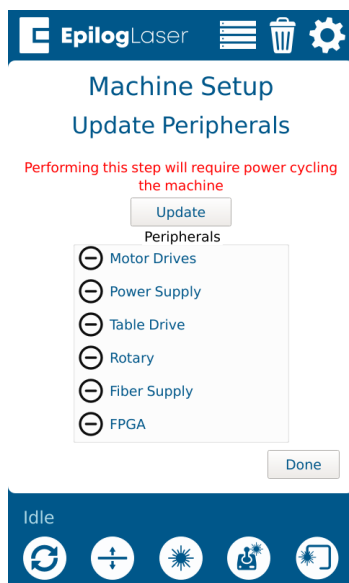 EpilogLaser
Machine Setup
Update Peripherals
Performing this step will require power cycling
the machine
Update
Peripherals
Motor Drives
Power Supply
Table Drive
Rotary
Fiber Supply
FPGA
Done
Idle